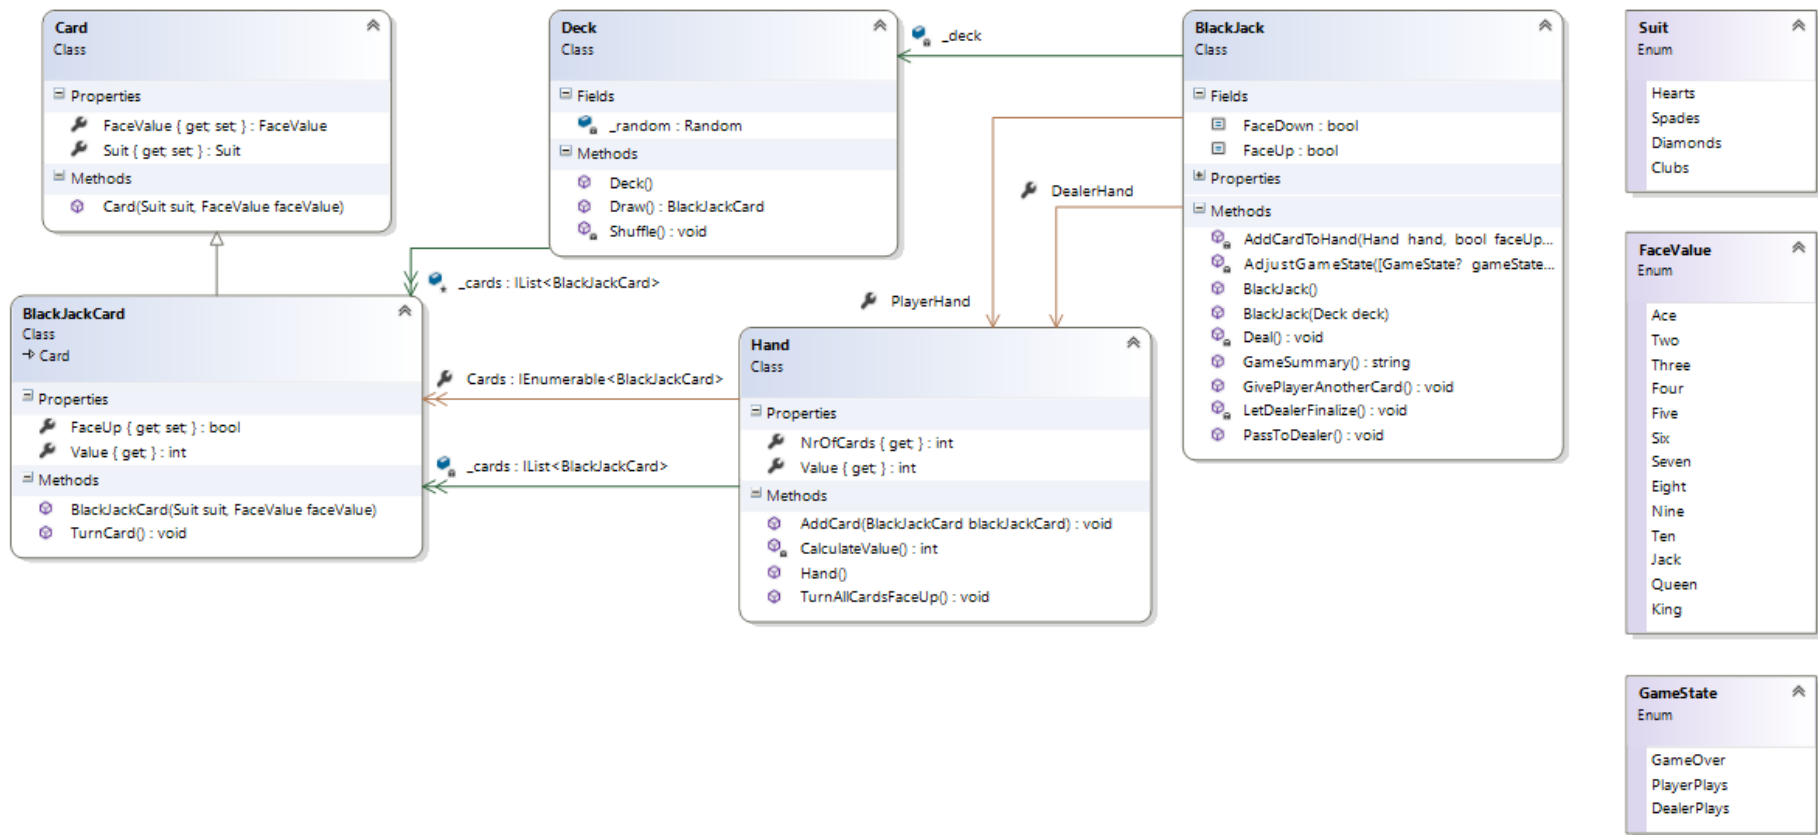 Card
Class
Properties
FaceValue { get; set; } : FaceValue
Suit { get; set; } : Suit
Methods
Card(Suit suit, FaceValue faceValue)
Deck
Class
Fields
_random : Random
Methods
Deck()
Draw() : BlackJackCard
Shuffle() : void
_deck
BlackJack
Class
Fields
FaceDown : bool
FaceUp : bool
Properties
Methods
AddCardToHand(Hand hand, bool faceUp...
AdjustGameState([GameState? gameState...
BlackJack()
BlackJack(Deck deck)
Deal() : void
GameSummary() : string
GivePlayerAnotherCard() : void
LetDealerFinalize() : void
PassToDealer() : void
DealerHand
PlayerHand
_cards : IList<BlackJackCard>
BlackJackCard
Class
Card
Properties
FaceUp { get; set; } : bool
Value { get; } : int
Methods
BlackJackCard(Suit suit, FaceValue faceValue)
TurnCard() : void
Cards : IEnumerable<BlackJackCard>
_cards : IList<BlackJackCard>
Hand
Class
Properties
NrOfCards { get; } : int
Value { get; } : int
Methods
AddCard(BlackJackCard blackJackCard) : void
CalculateValue() : int
Hand()
TurnAllCardsFaceUp() : void
Suit
Enum
Hearts
Spades
Diamonds
Clubs
FaceValue
Enum
Ace
Two
Three
Four
Five
Six
Seven
Eight
Nine
Ten
Jack
Queen
King
GameState
Enum
GameOver
PlayerPlays
DealerPlays